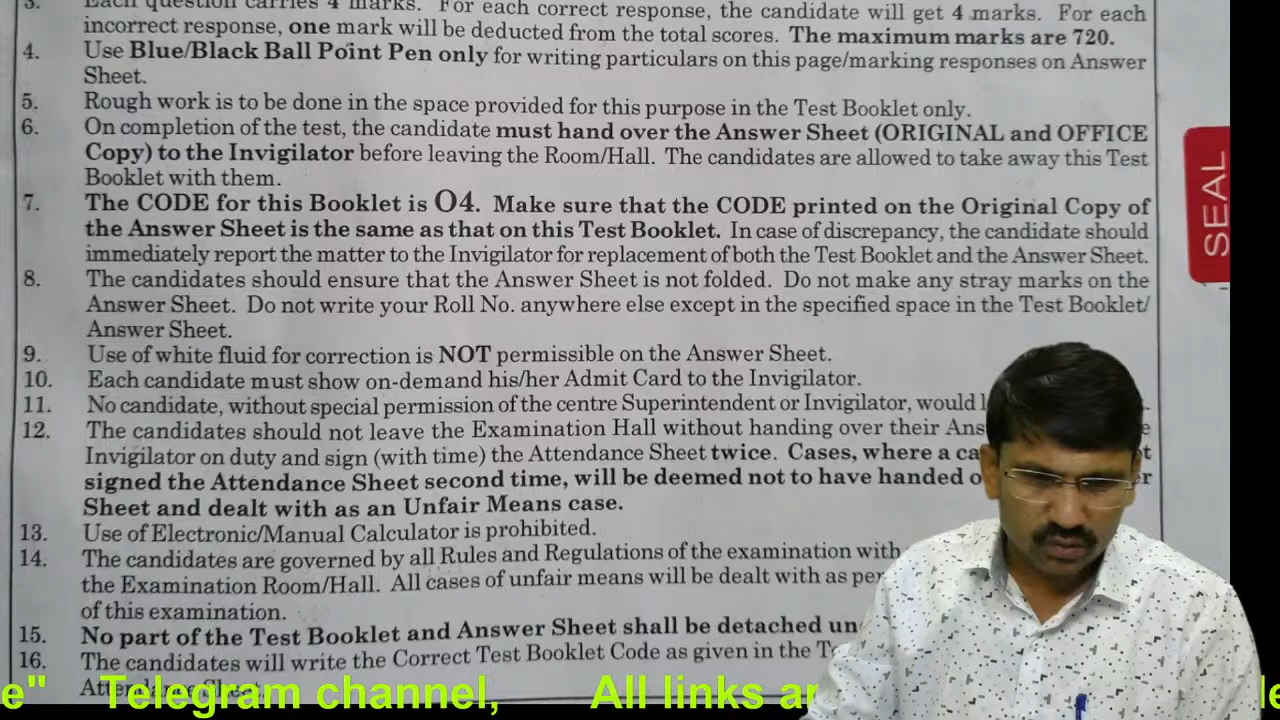 3. Each question carries 4 marks. For each correct response, the candidate will get 4 marks. For each
incorrect response, one mark will be deducted from the total scores. The maximum marks are 720.
4. Use Blue/Black Ball Point Pen only for writing particulars on this page/marking responses on Answer
Sheet.
5. Rough work is to be done in the space provided for this purpose in the Test Booklet only.
6. On completion of the test, the candidate must hand over the Answer Sheet (ORIGINAL and OFFICE
Copy) to the Invigilator before leaving the Room/Hall. The candidates are allowed to take away this Test
Booklet with them.
7. The CODE for this Booklet is O4. Make sure that the CODE printed on the Original Copy of
the Answer Sheet is the same as that on this Test Booklet. In case of discrepancy, the candidate should
immediately report the matter to the Invigilator for replacement of both the Test Booklet and the Answer Sheet.
8. The candidates should ensure that the Answer Sheet is not folded. Do not make any stray marks on the
Answer Sheet. Do not write your Roll No. anywhere else except in the specified space in the Test Booklet/
Answer Sheet.
9. Use of white fluid for correction is NOT permissible on the Answer Sheet.
10. Each candidate must show on-demand his/her Admit Card to the Invigilator.
11. No candidate, without special permission of the centre Superintendent or Invigilator, would
12. The candidates should not leave the Examination Hall without handing over their
Invigilator on duty and sign (with time) the Attendance Sheet twice. Cases, where a
signed the Attendance Sheet second time, will be deemed not to have handed
Sheet and dealt with as an Unfair Means case.
13. Use of Electronic/Manual Calculator is prohibited.
14. The candidates are governed by all Rules and Regulations of the examination with
the Examination Room/Hall. All cases of unfair means will be dealt with as per
of this examination.
15. No part of the Test Booklet and Answer Sheet shall be detached
16. The candidates will write the Correct Test Booklet Code as given in the
Attendance Sheet.
SEAL
e" Telegram channel, All links